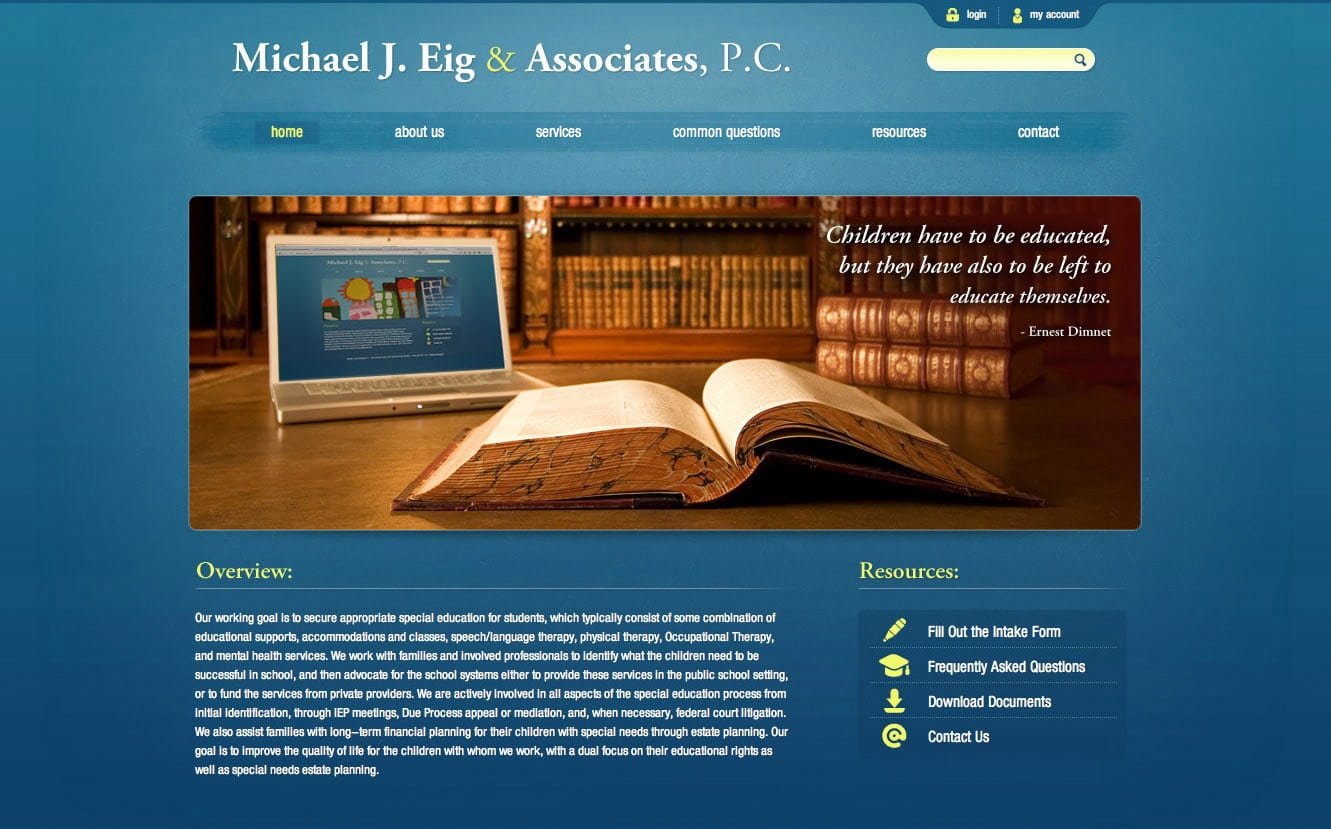 login
my account
Michael J. Eig & Associates, P.C.
home
about us
services
common questions
resources
contact
Michael J. Eig & Associates, P.C.
Children have to be educated,
but they have also to be left to
educate themselves.
- Ernest Dimnet
Overview:
Our working goal is to secure appropriate special education for students, which typically consist of some combination of
educational supports, accommodations and classes, speech/language therapy, physical therapy, Occupational Therapy,
and mental health services. We work with families and involved professionals to identify what the children need to be
successful in school, and then advocate for the school systems either to provide these services in the public school setting,
or to fund the services from private providers. We are actively involved in all aspects of the special education process from
initial identification, through IEP meetings, Due Process appeal or mediation, and, when necessary, federal court litigation.
We also assist families with long–term financial planning for their children with special needs through estate planning. Our
goal is to improve the quality of life for the children with whom we work, with a dual focus on their educational rights as
well as special needs estate planning.
Resources:
Fill Out the Intake Form
Frequently Asked Questions
Download Documents
Contact Us